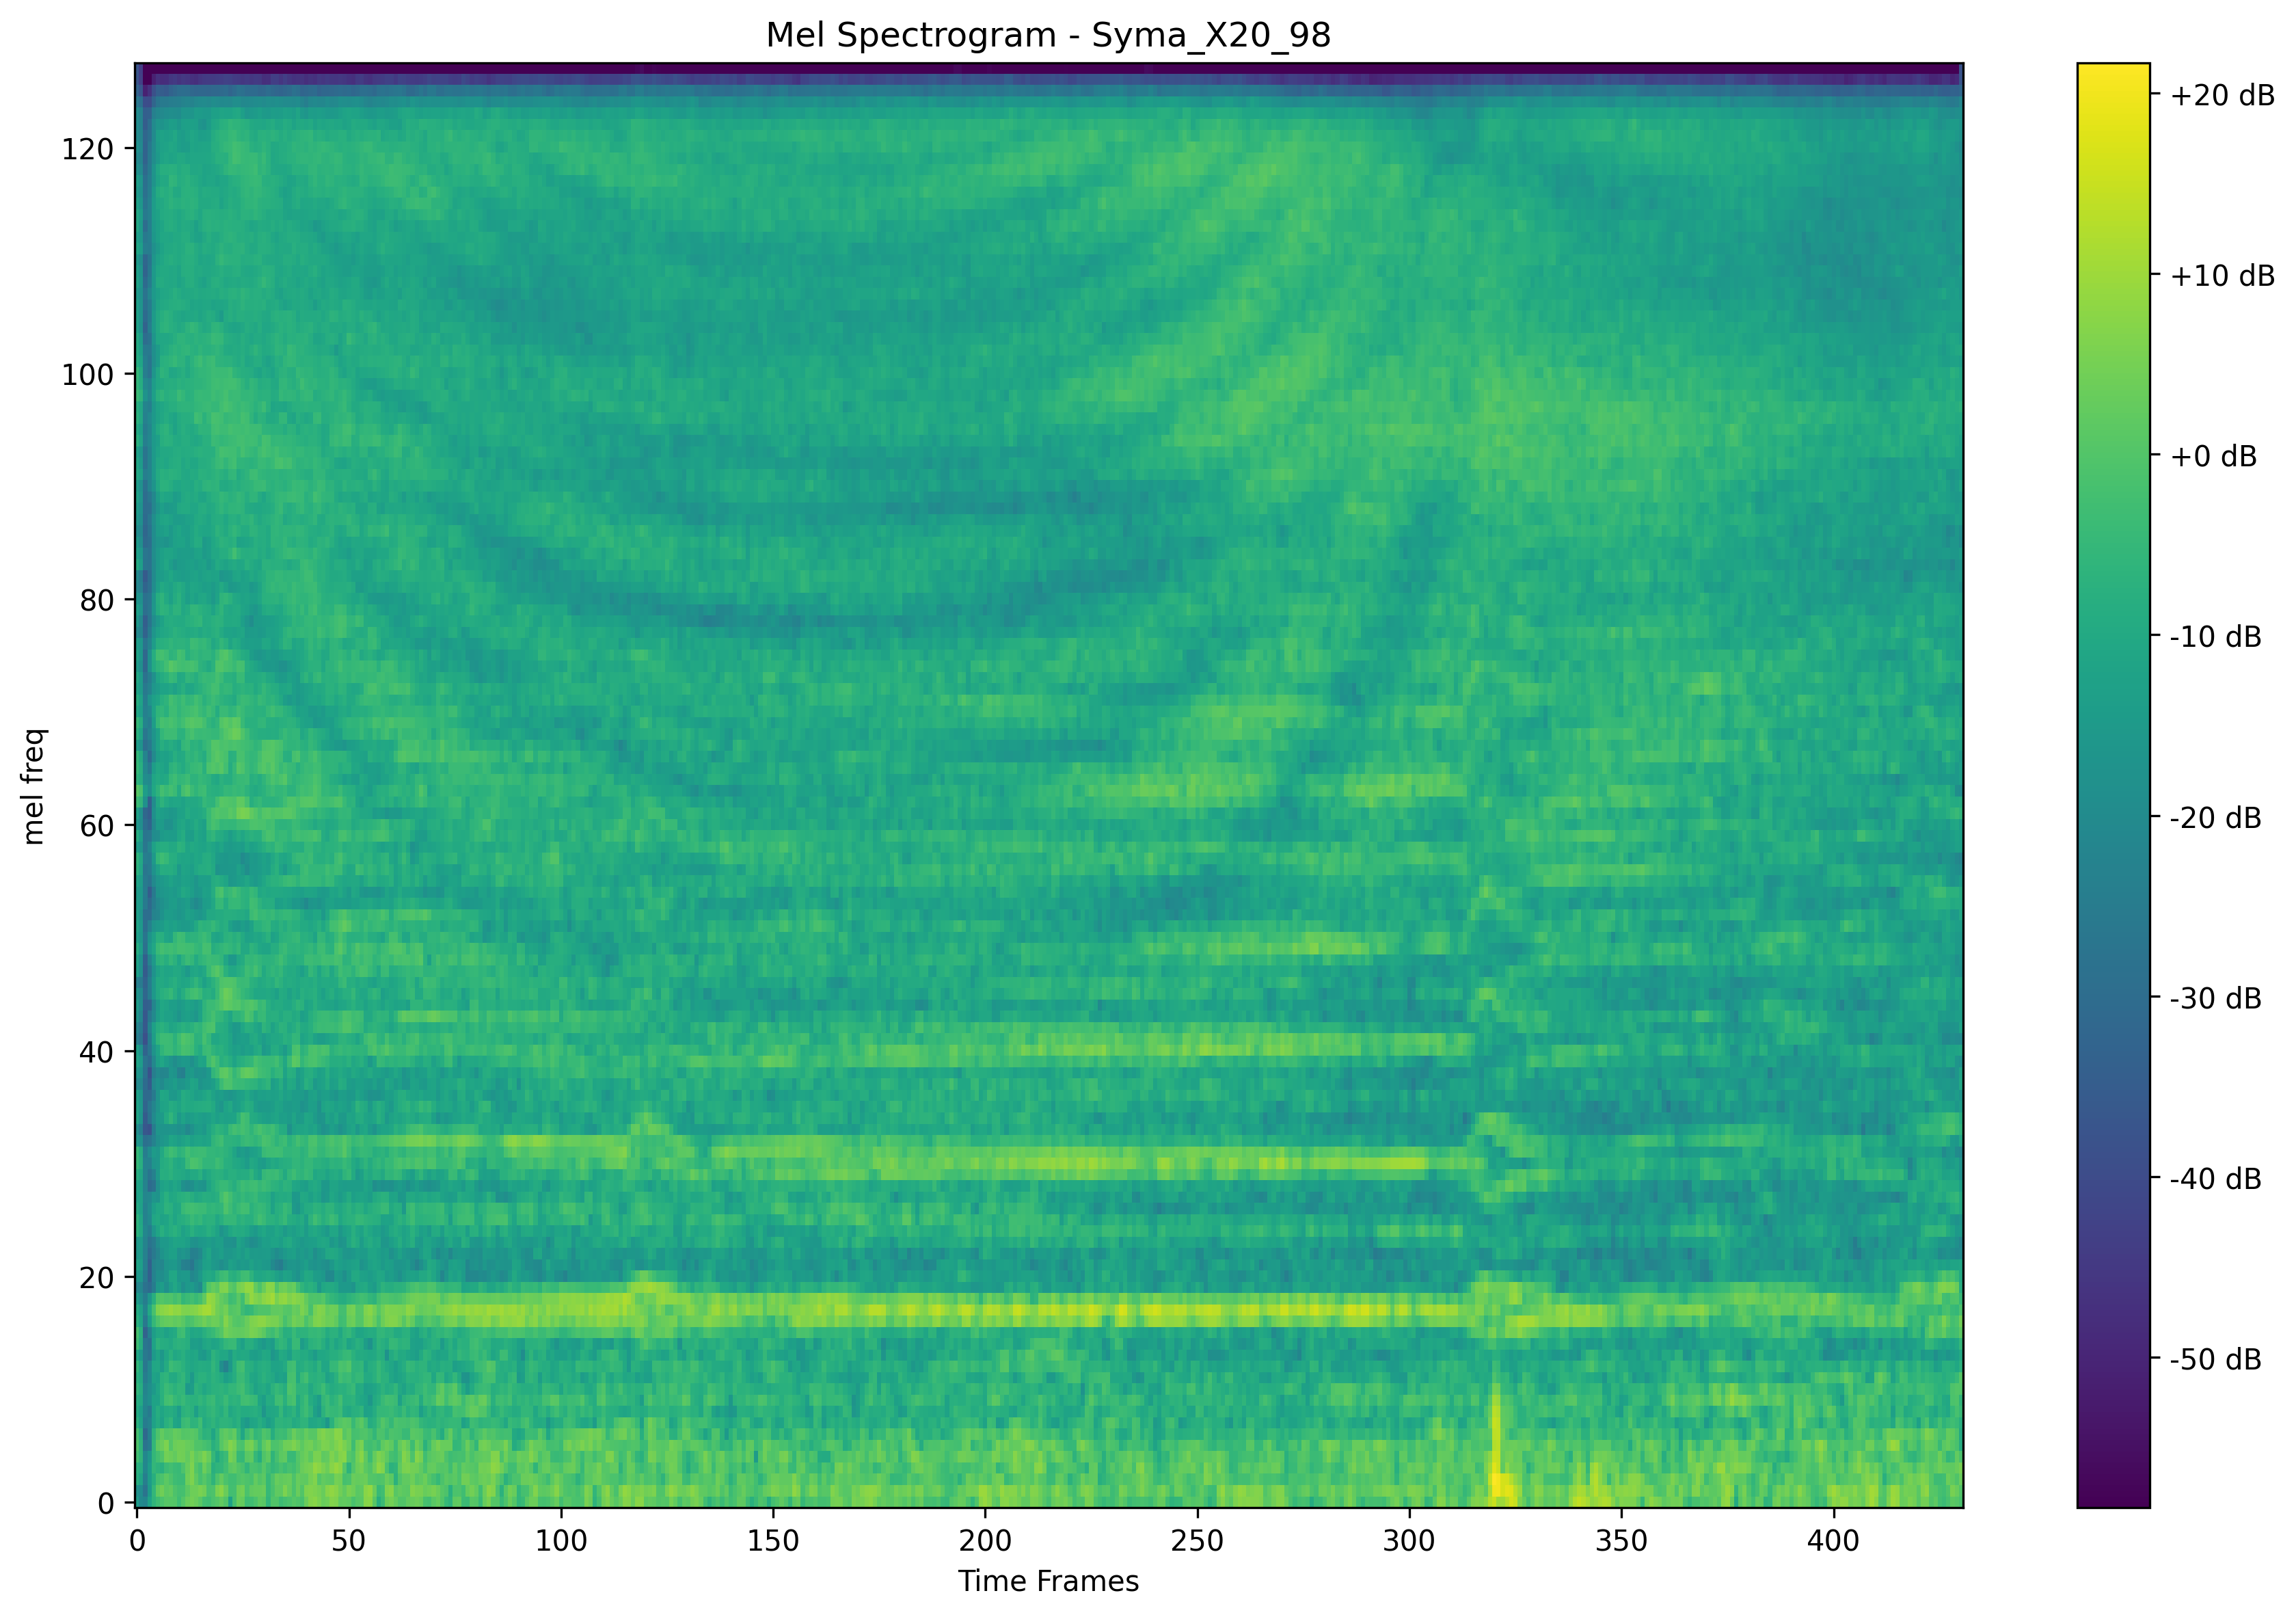 Mel Spectrogram - Syma_X20_98
mel freq
120
100
80
60
40
20
0
0 50 100 150 200 250 300 350 400
Time Frames
+20 dB
+10 dB
+0 dB
-10 dB
-20 dB
-30 dB
-40 dB
-50 dB